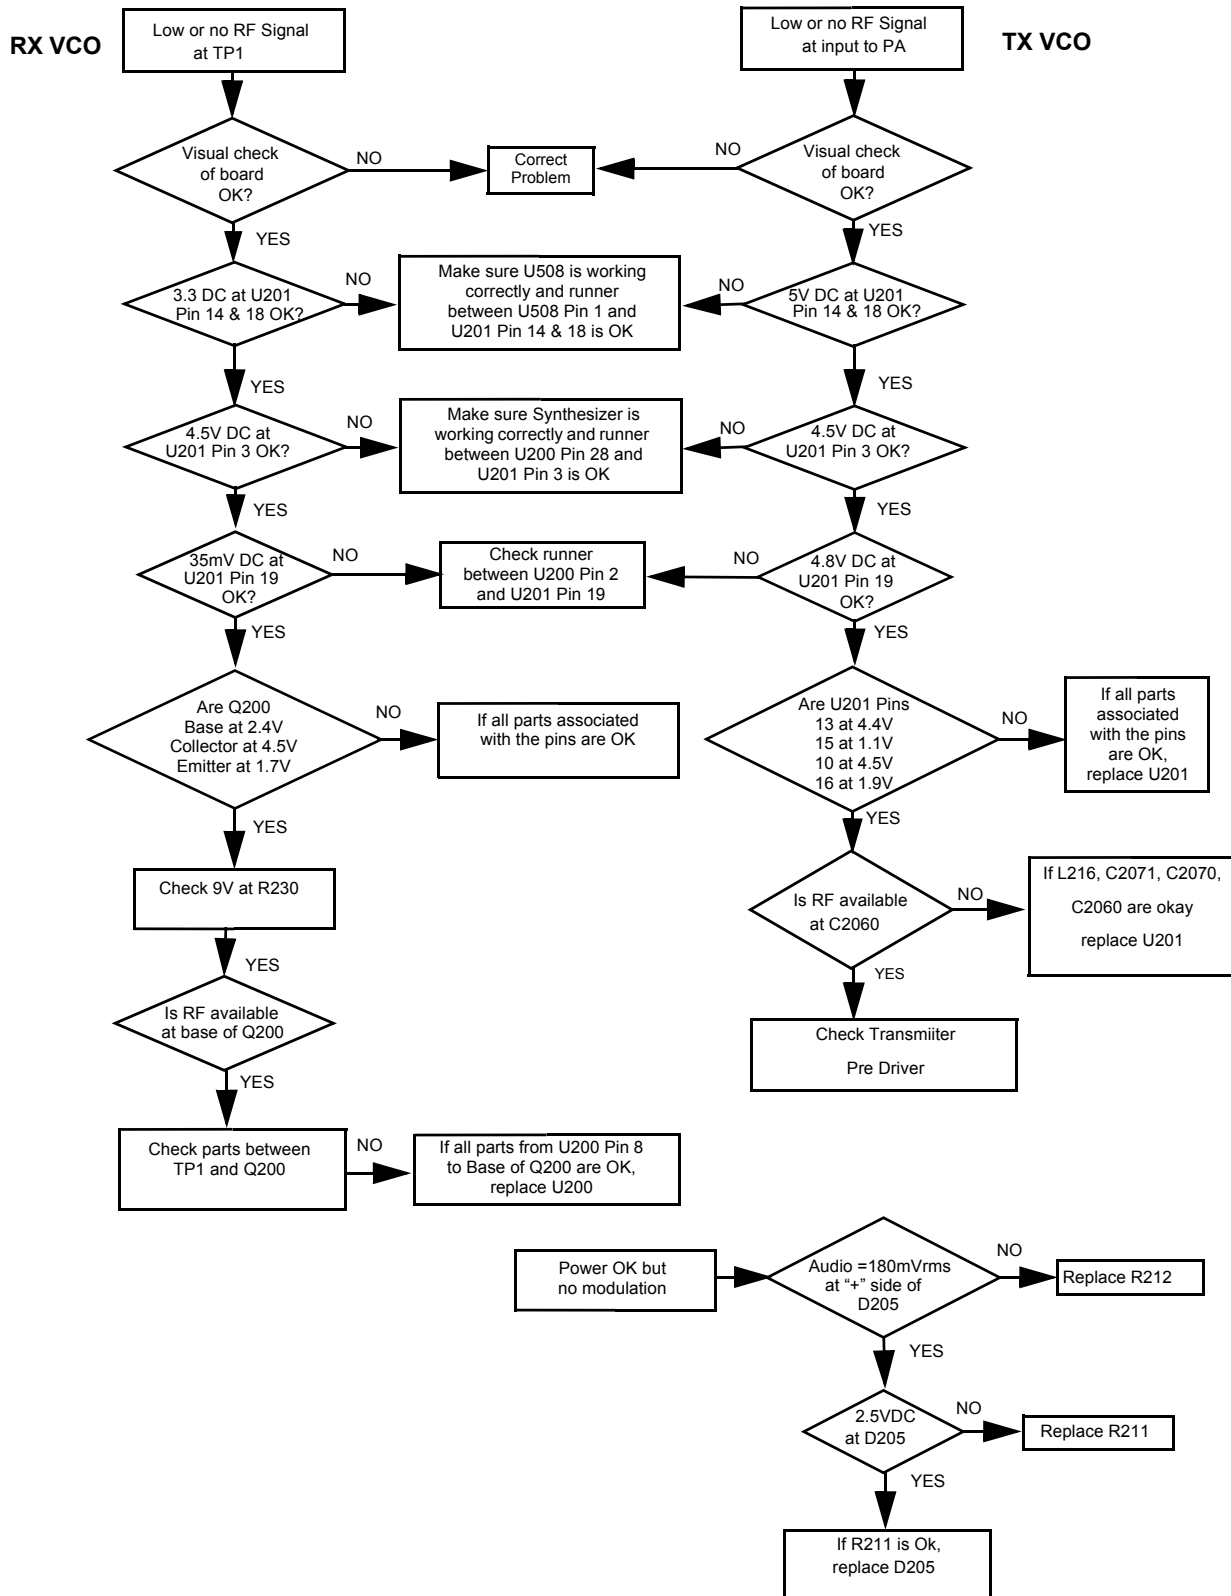 RX VCO
Low or no RF Signal
at TP1
Visual check
of board
OK?
NO
YES
3.3 DC at U201
Pin 14 & 18 OK?
NO
YES
4.5V DC at
U201 Pin 3 OK?
NO
YES
35mV DC at
U201 Pin 19
OK?
NO
YES
Are Q200
Base at 2.4V
Collector at 4.5V
Emitter at 1.7V
NO
If all parts associated
with the pins are OK
YES
Check 9V at R230
YES
Is RF available
at base of Q200
YES
Check parts between
TP1 and Q200
NO
If all parts from U200 Pin 8
to Base of Q200 are OK,
replace U200
Correct
Problem
Make sure U508 is working
correctly and runner
between U508 Pin 1 and
U201 Pin 14 & 18 is OK
Make sure Synthesizer is
working correctly and runner
between U200 Pin 28 and
U201 Pin 3 is OK
Check runner
between U200 Pin 2
and U201 Pin 19
TX VCO
Low or no RF Signal
at input to PA
Visual check
of board
OK?
NO
YES
5V DC at U201
Pin 14 & 18 OK?
NO
YES
4.5V DC at
U201 Pin 3 OK?
NO
YES
4.8V DC at
U201 Pin 19
OK?
NO
YES
Are U201 Pins
13 at 4.4V
15 at 1.1V
10 at 4.5V
16 at 1.9V
NO
If all parts
associated
with the pins
are OK,
replace U201
YES
Is RF available
at C2060
NO
If L216, C2071, C2070,
C2060 are okay
replace U201
YES
Check Transmiiter
Pre Driver
Power OK but
no modulation
Audio =180mVrms
at “+” side of
D205
NO
Replace R212
YES
2.5VDC
at D205
NO
Replace R211
YES
If R211 is Ok,
replace D205